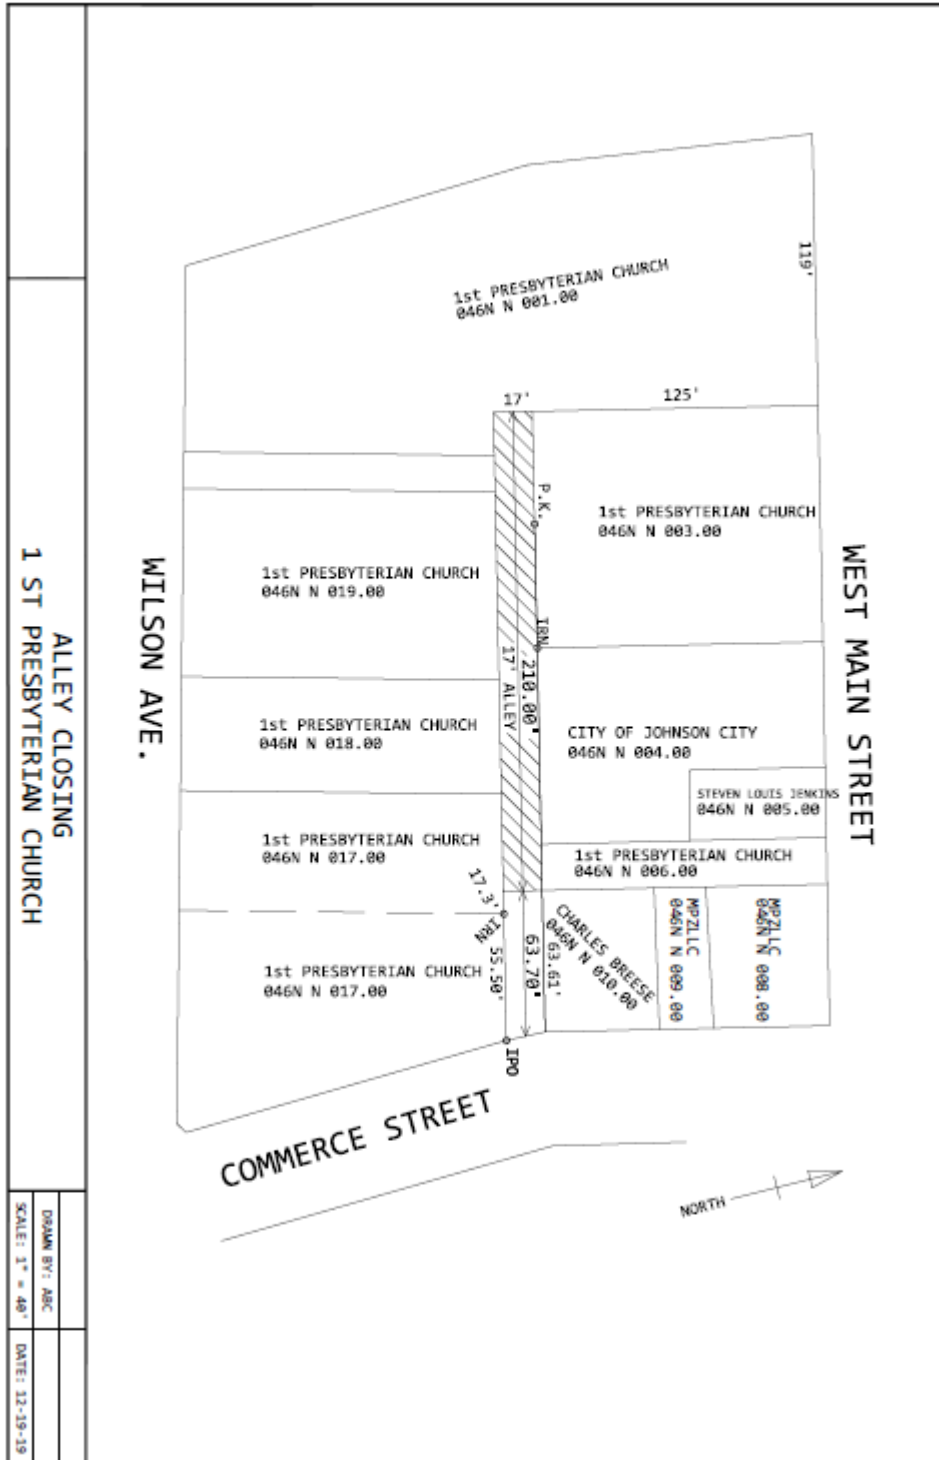 119'
1st PRESBYTERIAN CHURCH
046N N 001.00
17'
125'
P.K.
1st PRESBYTERIAN CHURCH
046N N 003.00
1st PRESBYTERIAN CHURCH
046N N 019.00
WILSON AVE.
WEST MAIN STREET
IRN
210.00'
17' ALLEY
1st PRESBYTERIAN CHURCH
046N N 018.00
CITY OF JOHNSON CITY
046N N 004.00
STEVEN LOUIS JENKINS
046N N 005.00
1st PRESBYTERIAN CHURCH
046N N 017.00
1st PRESBYTERIAN CHURCH
046N N 006.00
17.3'
IRN
55.50'
63.70'
63.61'
CHARLES BREESE
046N N 010.00
MPZLLC
046N N 009.00
MPZLLC
046N N 008.00
1st PRESBYTERIAN CHURCH
046N N 017.00
IPO
COMMERCE STREET
NORTH
ALLEY CLOSING
1 ST PRESBYTERIAN CHURCH
DRAWN BY: ABC
SCALE: 1" = 40'
DATE: 12-19-19